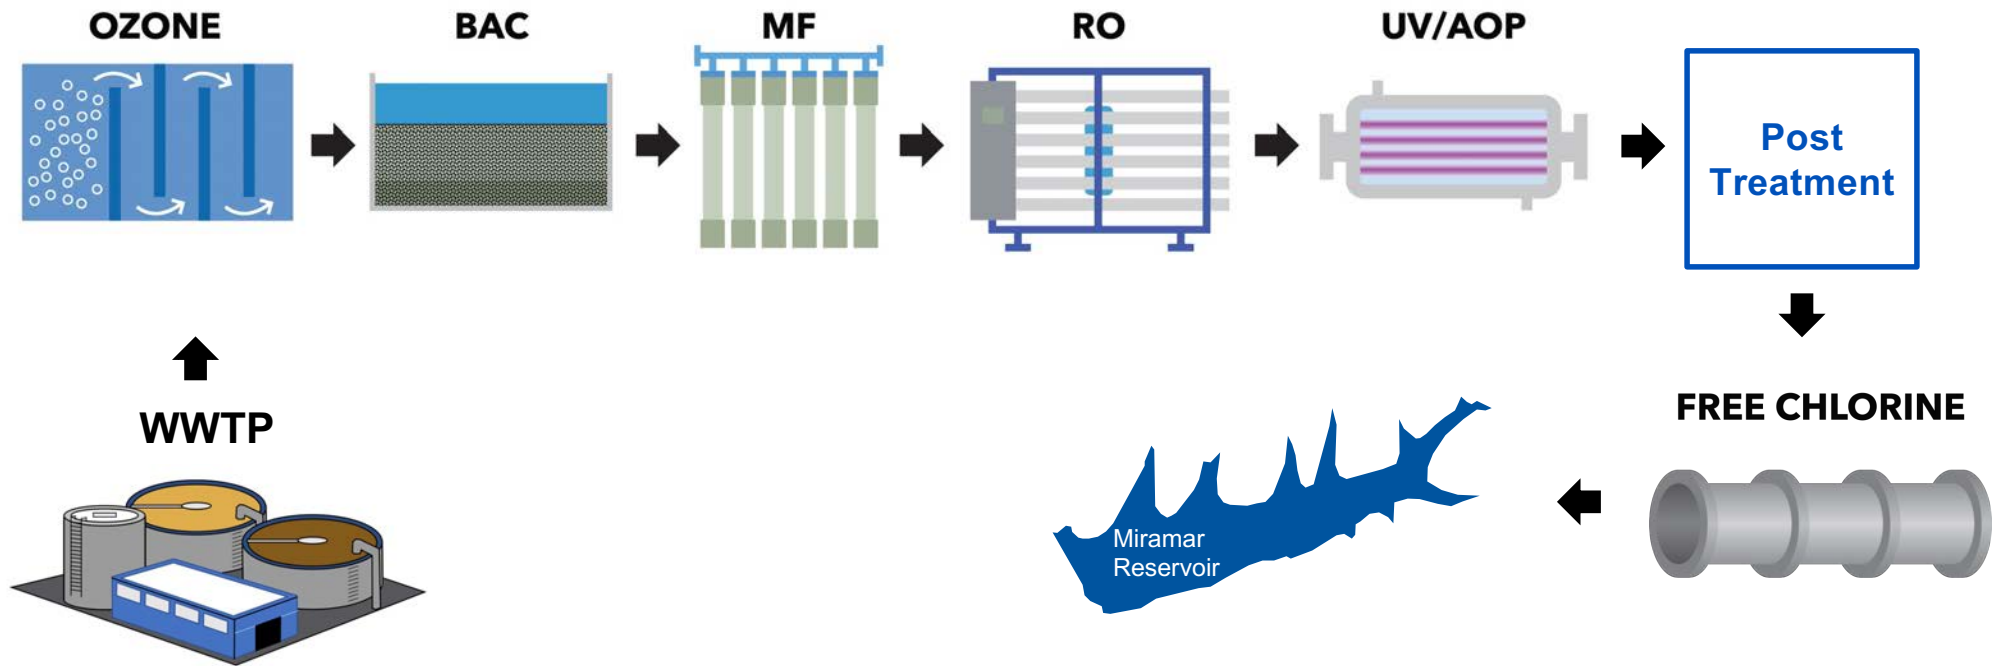 OZONE
BAC
MF
RO
UV/AOP
Post
Treatment
WWTP
FREE CHLORINE
Miramar
Reservoir